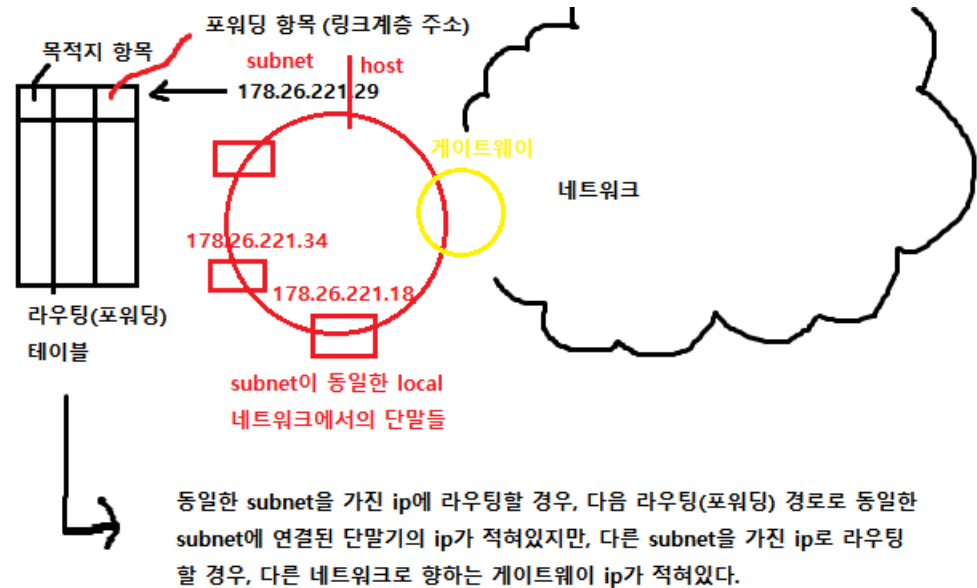 포워딩 항목 (링크계층 주소)
목적지 항목
subnet
host
178.26.221.29
게이트웨이
네트워크
178.26.221.34
178.26.221.18
라우팅(포워딩)
테이블
subnet이 동일한 local
네트워크에서의 단말들
동일한 subnet을 가진 ip에 라우팅할 경우, 다음 라우팅(포워딩) 경로로 동일한
subnet에 연결된 단말기의 ip가 적혀있지만, 다른 subnet을 가진 ip로 라우팅
할 경우, 다른 네트워크로 향하는 게이트웨이 ip가 적혀있다.